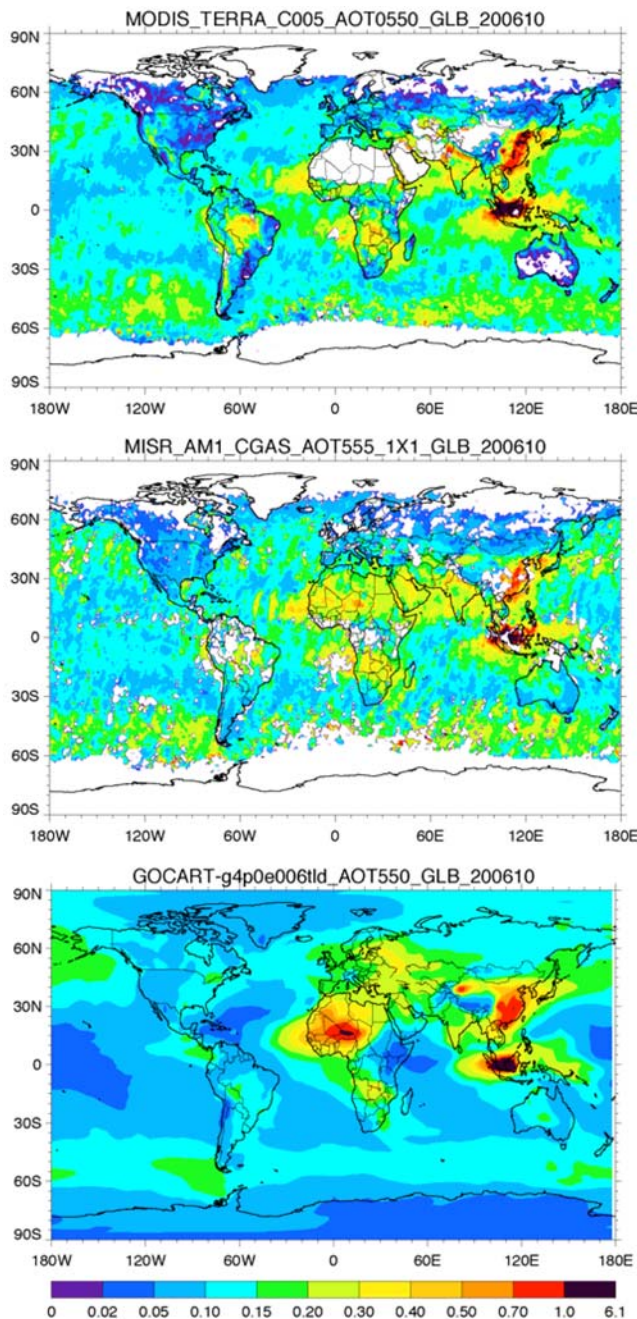 MODIS_TERRA_C005_AOT0550_GLB_200610
90N
60N
30N
0
30S
60S
90S
180W 120W 60W 0 60E 120E 180E
MISR_AM1_CGAS_AOT555_1X1_GLB_200610
90N
60N
30N
0
30S
60S
90S
180W 120W 60W 0 60E 120E 180E
GOCART-g4p0e006tld_AOT550_GLB_200610
90N
60N
30N
0
30S
60S
90S
180W 120W 60W 0 60E 120E 180E
0 0.02 0.05 0.10 0.15 0.20 0.30 0.40 0.50 0.70 1.0 6.1